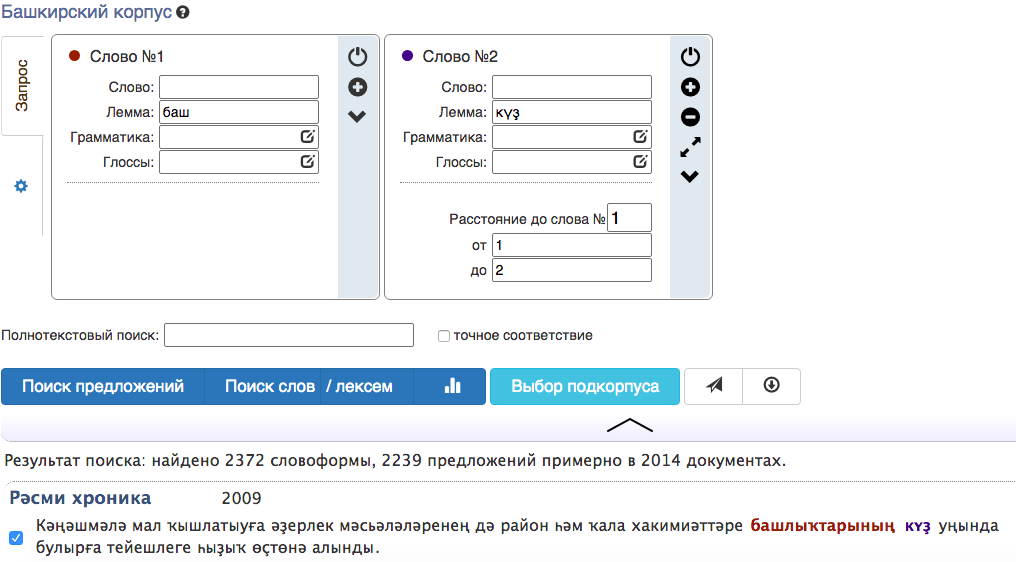 Башкирский корпус ?
Запрос
Слово №1
Слово:
Лемма: баш
Грамматика:
Глоссы:
Слово №2
Слово:
Лемма: күҙ
Грамматика:
Глоссы:
Расстояние до слова № 1
от 1
до 2
Полнотекстовый поиск: точное соответствие
Поиск предложений Поиск слов / лексем Выбор подкорпуса
Результат поиска: найдено 2372 словоформы, 2239 предложений примерно в 2014 документах.
Рәсми хроника 2009
Кәңәшмәлә мал ҡышлатыуға әҙерлек мәсьәләләренең дә район һәм ҡала хакимиәттәре башлыҡтарының күҙ уңында
булырға тейешлеге һыҙыҡ өҫтөнә алынды.